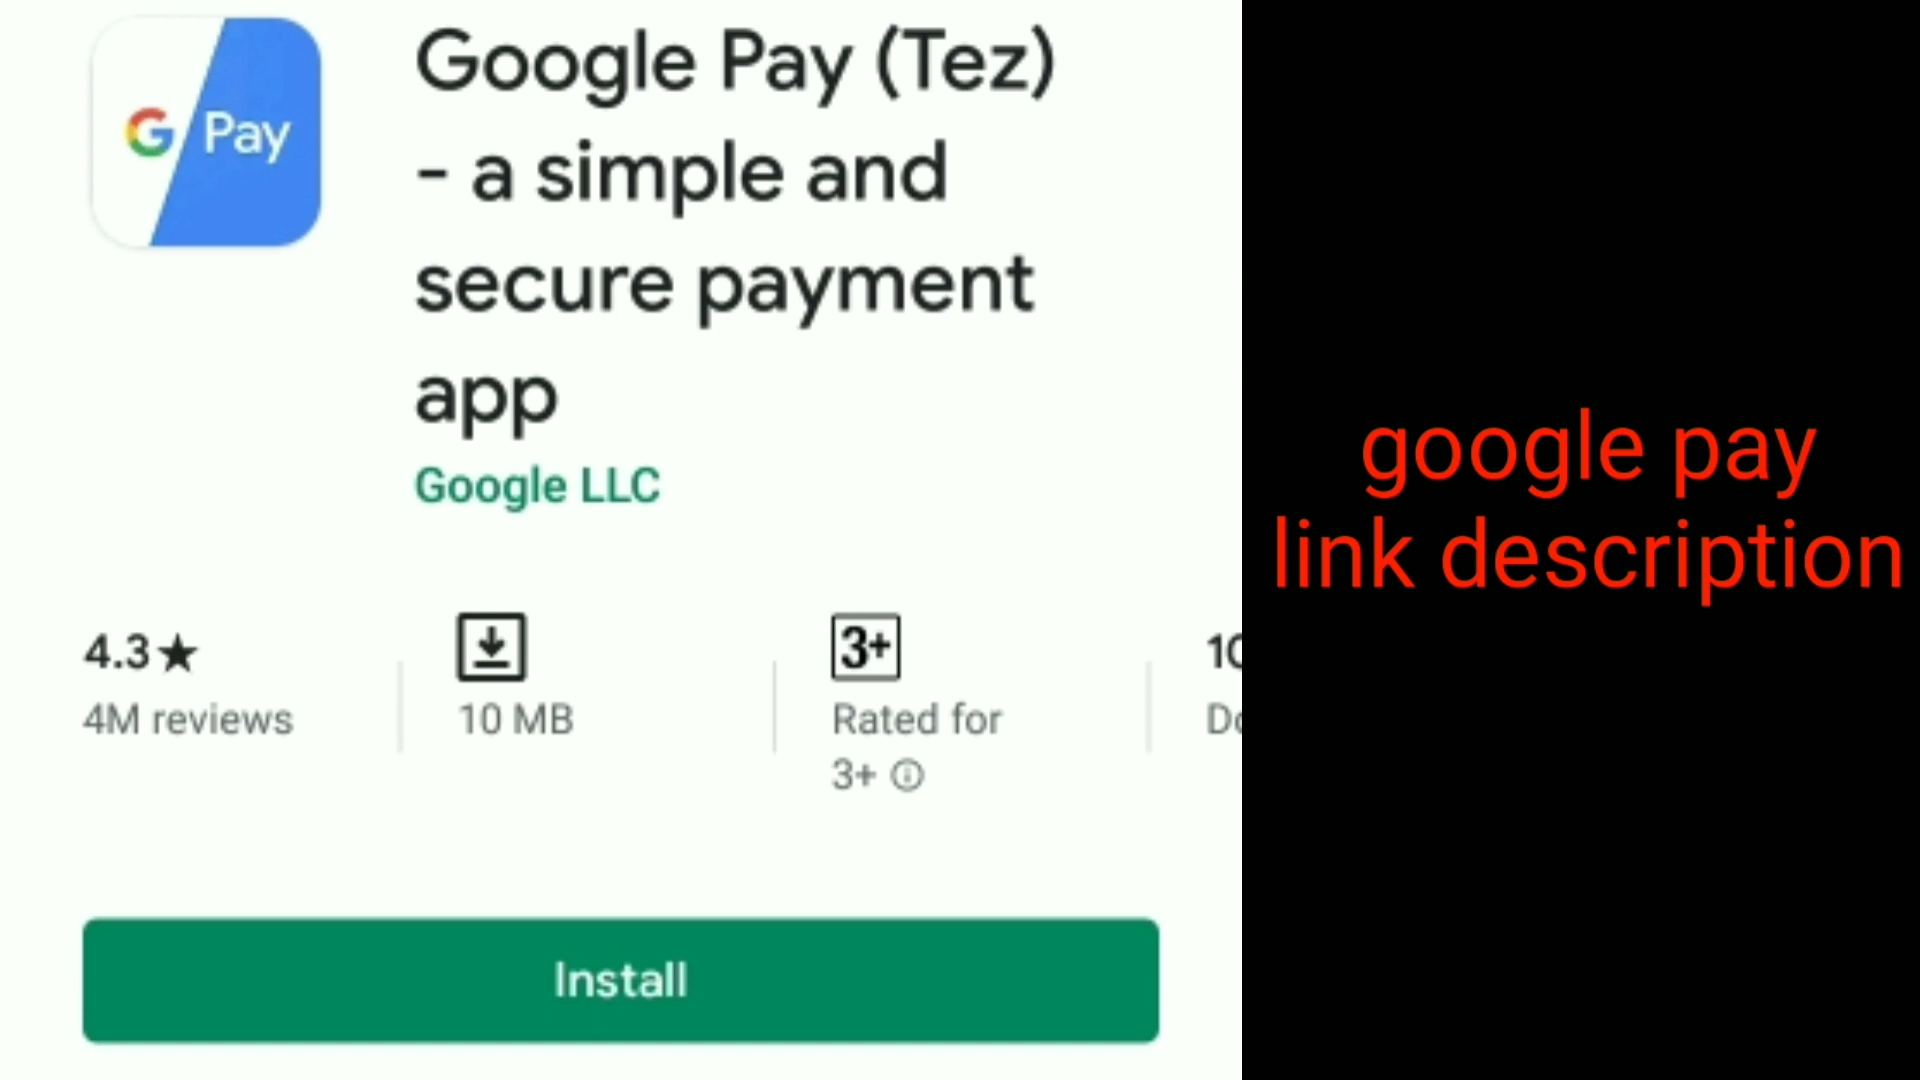 G Pay
Google Pay (Tez)
- a simple and
secure payment
app
Google LLC
4.3★
4M reviews
10 MB
3+
Rated for
3+
Install
google pay
link description